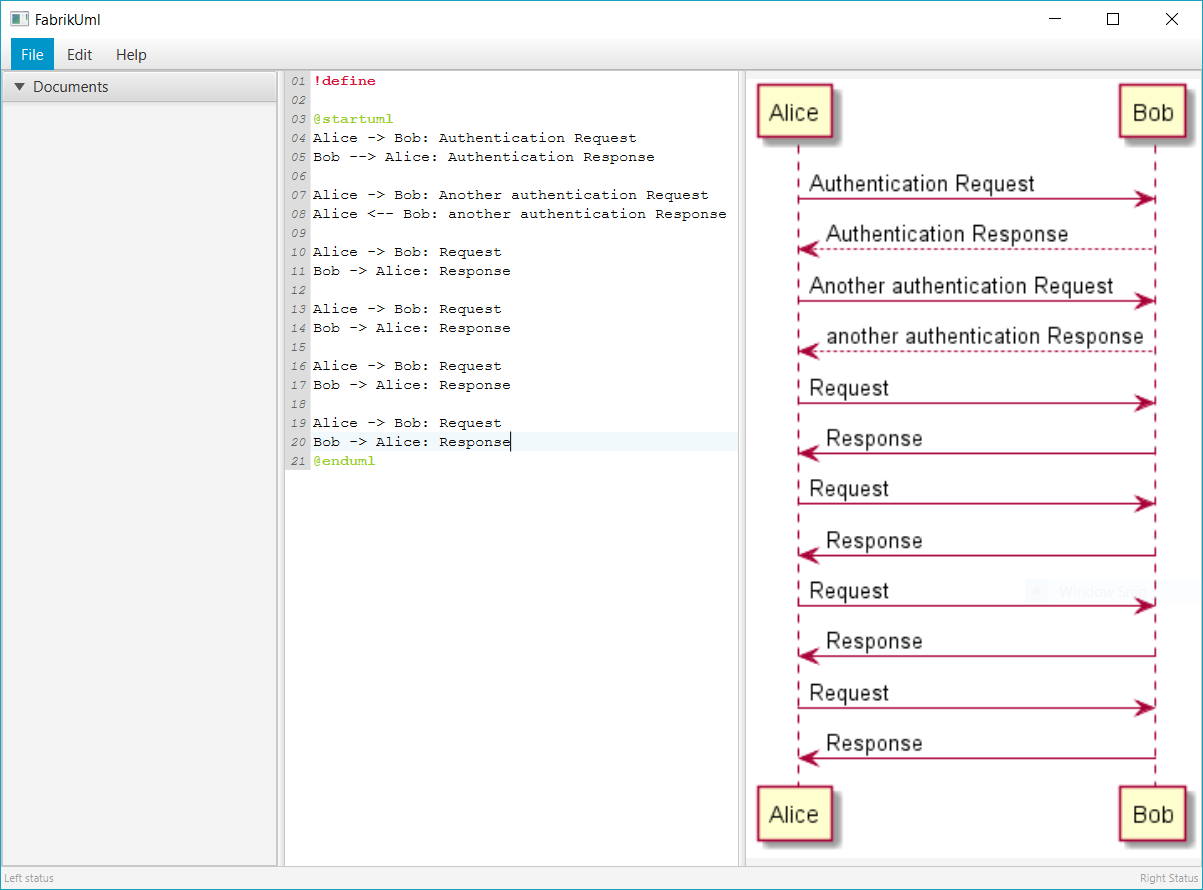 FabrikUml
File Edit Help
Documents
01 !define
02
03 @startuml
04 Alice -> Bob: Authentication Request
05 Bob --> Alice: Authentication Response
06
07 Alice -> Bob: Another authentication Request
08 Alice <-- Bob: another authentication Response
09
10 Alice -> Bob: Request
11 Bob -> Alice: Response
12
13 Alice -> Bob: Request
14 Bob -> Alice: Response
15
16 Alice -> Bob: Request
17 Bob -> Alice: Response
18
19 Alice -> Bob: Request
20 Bob -> Alice: Response
21 @enduml
Alice Bob
Authentication Request
Authentication Response
Another authentication Request
another authentication Response
Request
Response
Request
Response
Request
Window
Response
Request
Response
Alice Bob
Left status Right Status